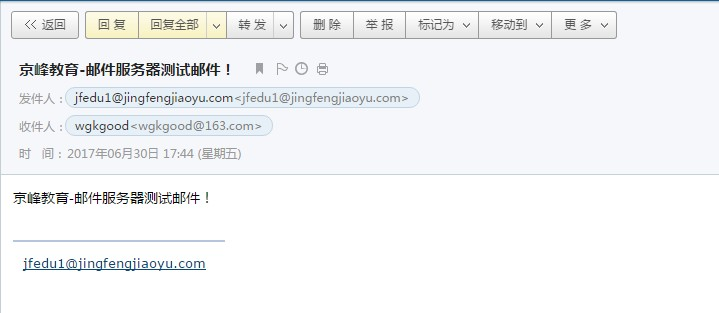 << 返回 回 复 回复全部 转 发 删 除 举 报 标记为 移动到 更 多
京峰教育-邮件服务器测试邮件！
发件人：jfedu1@jingfengjiaoyu.com<jfedu1@jingfengjiaoyu.com>
收件人：wgkgood<wgkgood@163.com>
时 间：2017年06月30日 17:44 (星期五)
京峰教育-邮件服务器测试邮件！
jfedu1@jingfengjiaoyu.com